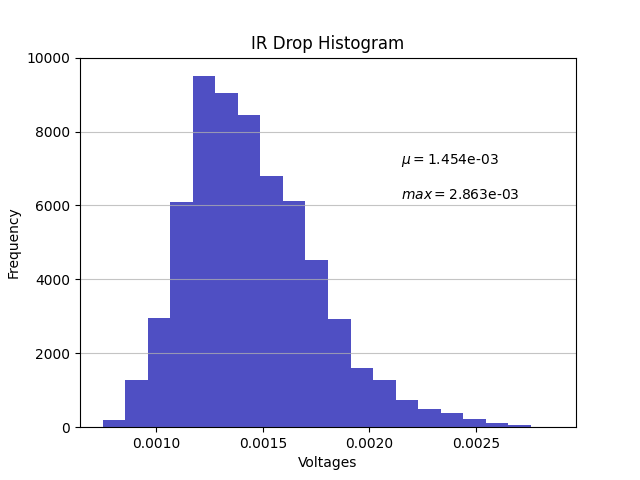 IR Drop Histogram
10000
8000
6000
4000
2000
0
Frequency
μ = 1.454e-03
max = 2.863e-03
0.0010 0.0015 0.0020 0.0025
Voltages